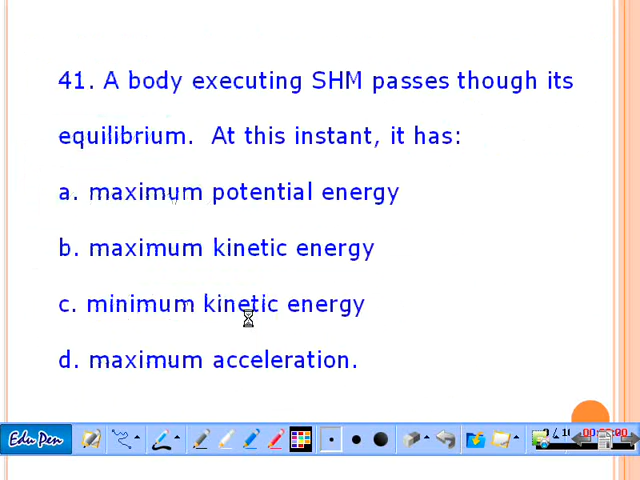 41. A body executing SHM passes though its
equilibrium.  At this instant, it has:
a. maximum potential energy
b. maximum kinetic energy
c. minimum kinetic energy
d. maximum acceleration.
Edu Pen